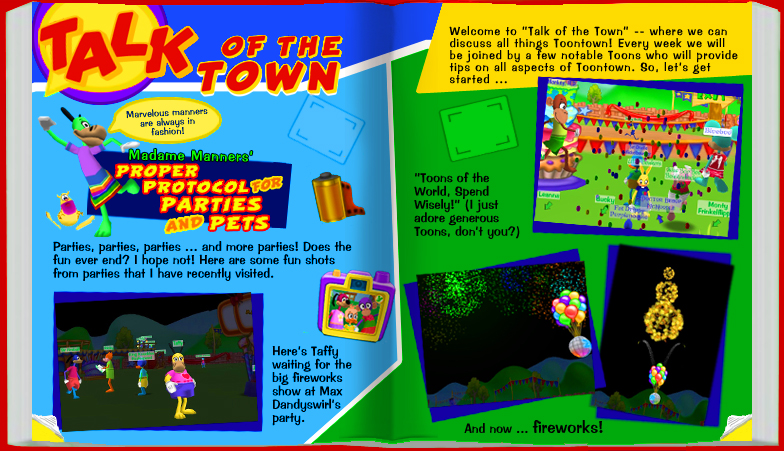 TALK
OF THE
TOWN
Marvelous manners
are always in
fashion!
Madame Manners'
PROPER
PROTOCOL FOR
PARTIES
AND PETS
Parties, parties, parties ... and more parties! Does the
fun ever end? I hope not! Here are some fun shots
from parties that I have recently visited.
Here's Taffy
waiting for the
big fireworks
show at Max
Dandyswirl's
party.
Welcome to "Talk of the Town" -- where we can
discuss all things Toontown! Every week we will
be joined by a few notable Toons who will provide
tips on all aspects of Toontown. So, let's get
started ...
"Toons of the
World, Spend
Wisely!" (I just
adore generous
Toons, don't you?)
Leanna
Bunky
Monty
And now ... fireworks!